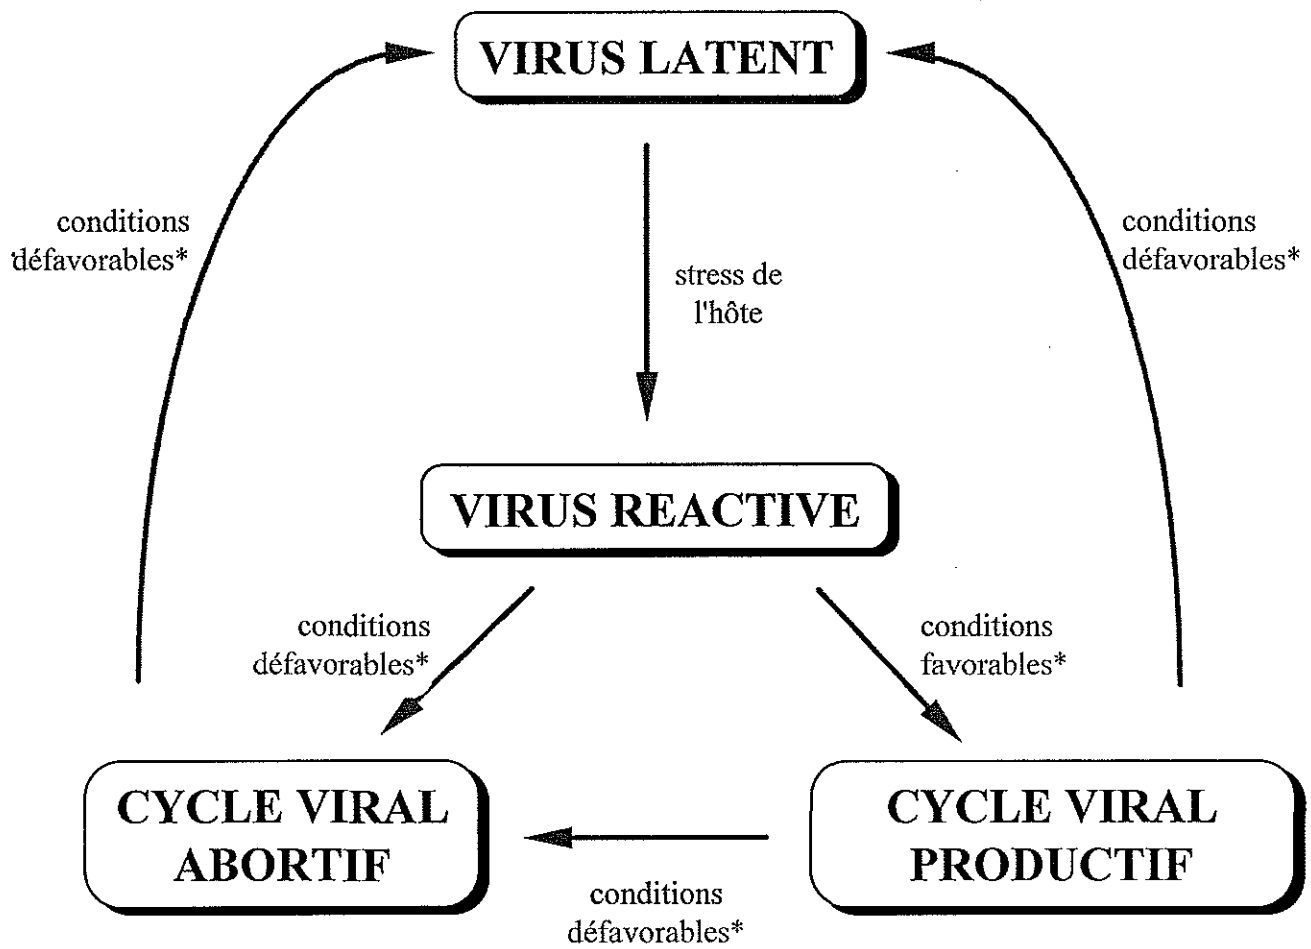 VIRUS LATENT
conditions
défavorables*
conditions
défavorables*
stress de
l'hôte
VIRUS REACTIVE
conditions
défavorables*
conditions
favorables*
CYCLE VIRAL
ABORTIF
CYCLE VIRAL
PRODUCTIF
conditions
défavorables*